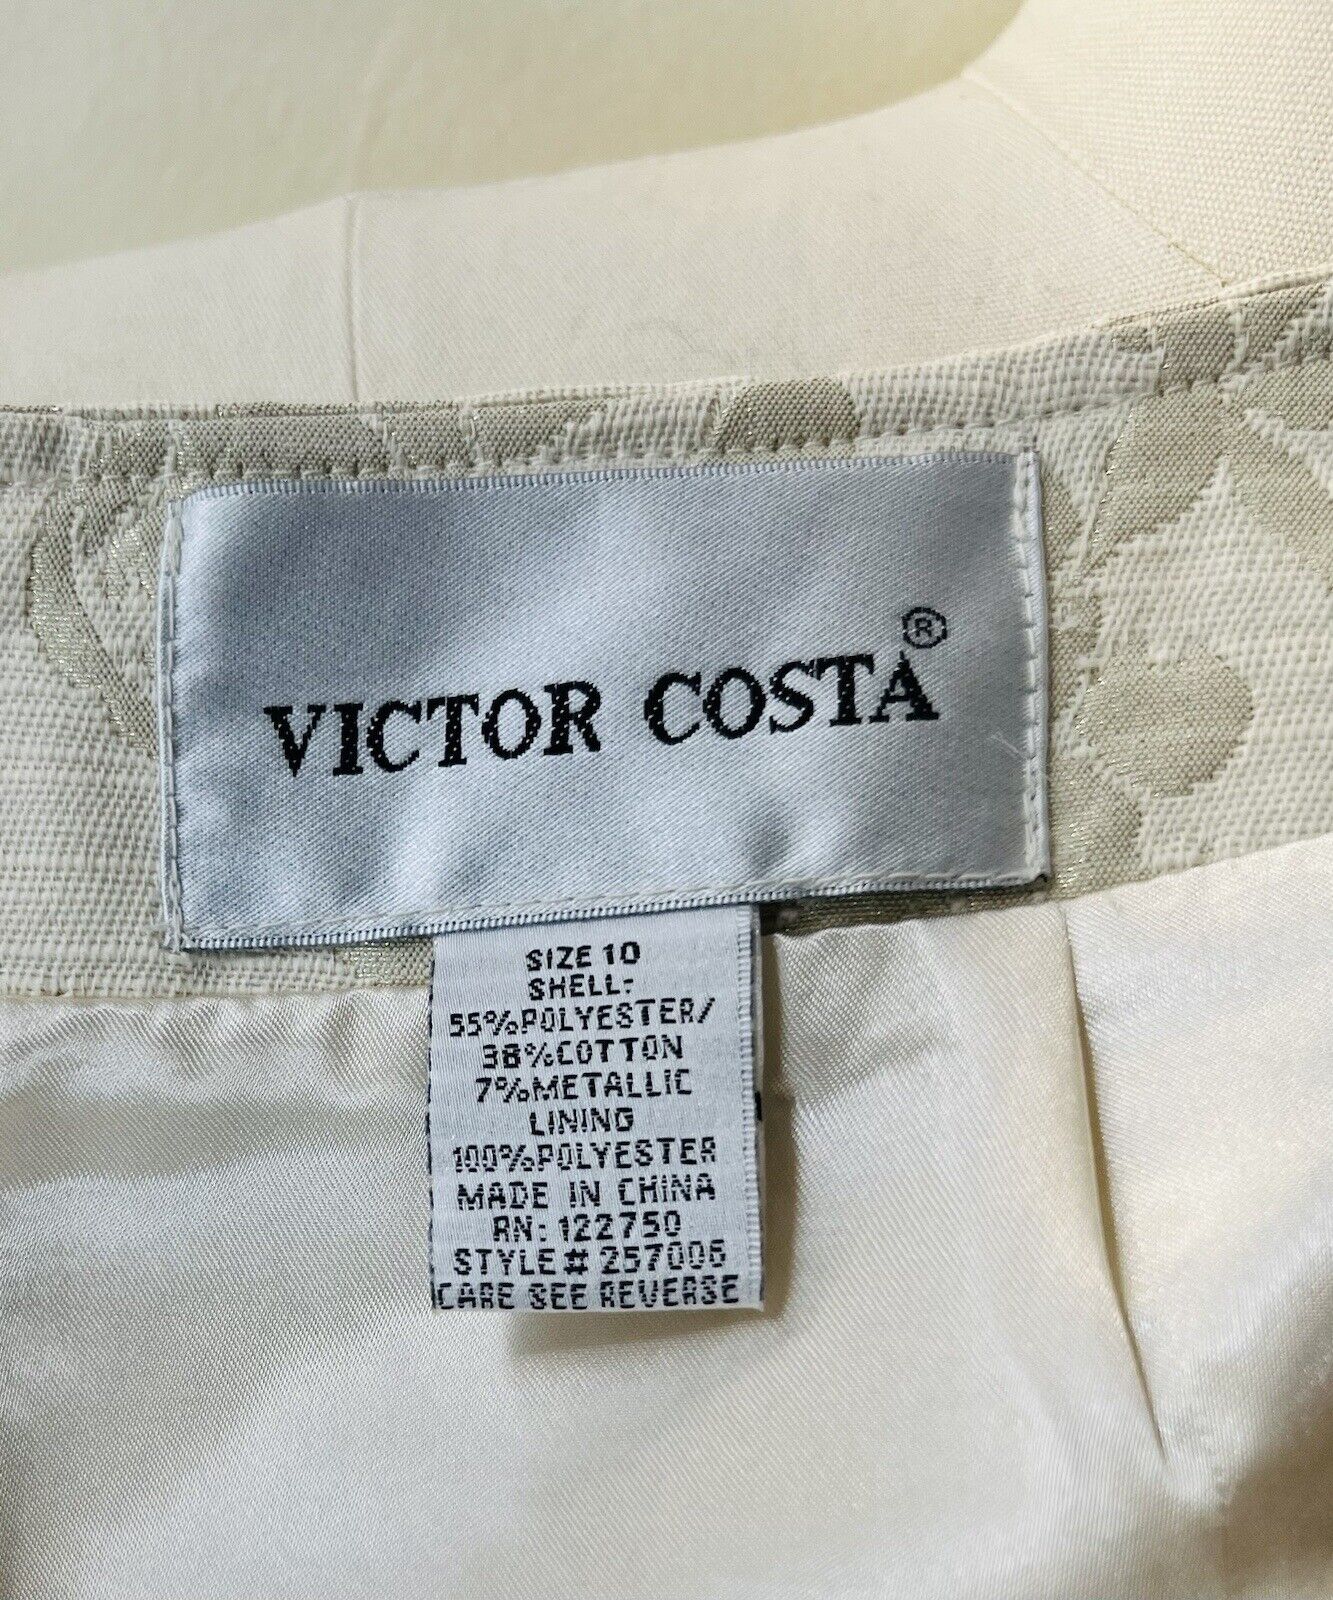 VICTOR COSTA®
SIZE 10
SHELL:
55%POLYESTER/
38%COTTON
7%METALLIC
LINING
100%POLYESTER
MADE IN CHINA
RN: 122750
STYLE# 257006
CARE SEE REVERSE